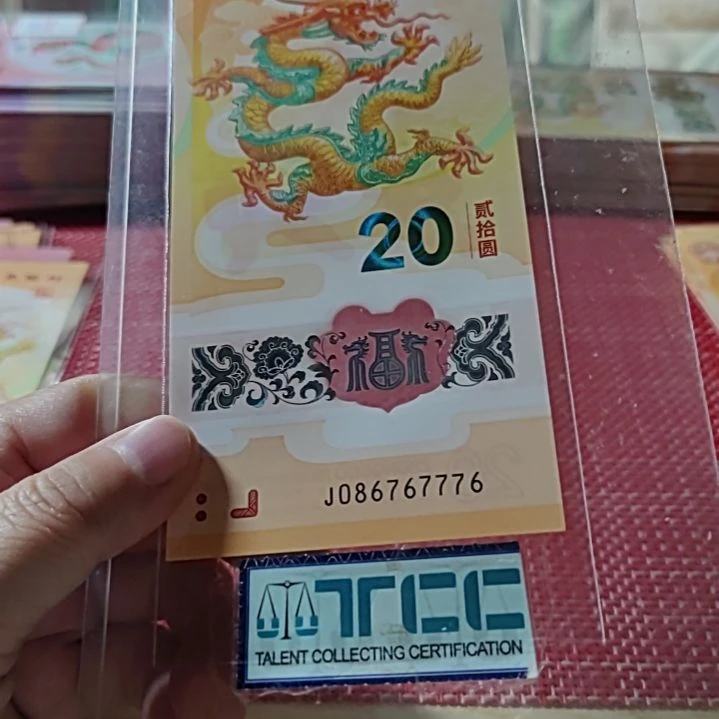 20
贰拾圆
福
J086767776
TCC
TALENT COLLECTING CERTIFICATION